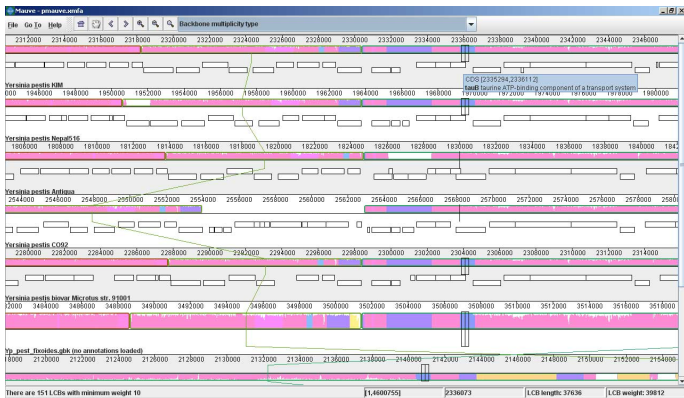 Mauve - pmauve.xmfa
File Go To Help
Backbone multiplicity type
2312000 2314000 2316000 2318000 2320000 2322000 2324000 2326000 2328000 2330000 2332000 2334000 2336000 2338000 2340000 2342000 2344000 2346000
CDS [2335294,2336112]
tauB taurine ATP-binding component of a transport system
Yersinia pestis KIM
1946000 1948000 1950000 1952000 1954000 1956000 1958000 1960000 1962000 1964000 1966000 1968000 1970000 1972000 1974000 1976000 1978000 1980000
Yersinia pestis Nepal516
1806000 1808000 1810000 1812000 1814000 1816000 1818000 1820000 1822000 1824000 1826000 1828000 1830000 1832000 1834000 1836000 1838000 1840000 1842
Yersinia pestis Antiqua
2544000 2546000 2548000 2550000 2552000 2554000 2556000 2558000 2560000 2562000 2564000 2566000 2568000 2570000 2572000 2574000 2576000 2578000 2580
Yersinia pestis CO92
2280000 2282000 2284000 2286000 2288000 2290000 2292000 2294000 2296000 2298000 2300000 2302000 2304000 2306000 2308000 2310000 2312000 2314000
Yersinia pestis biovar Microtus str. 91001
3484000 3486000 3488000 3490000 3492000 3494000 3496000 3498000 3500000 3502000 3504000 3506000 3508000 3510000 3512000 3514000 3516000 3518000
Yp_pest_fixoides.gbk (no annotations loaded)
2120000 2122000 2124000 2126000 2128000 2130000 2132000 2134000 2136000 2138000 2140000 2142000 2144000 2146000 2148000 2150000 2152000 2154000
There are 151 LCBs with minimum weight 10
[1,4600755]
2336073
LCB length: 37636
LCB weight: 39812